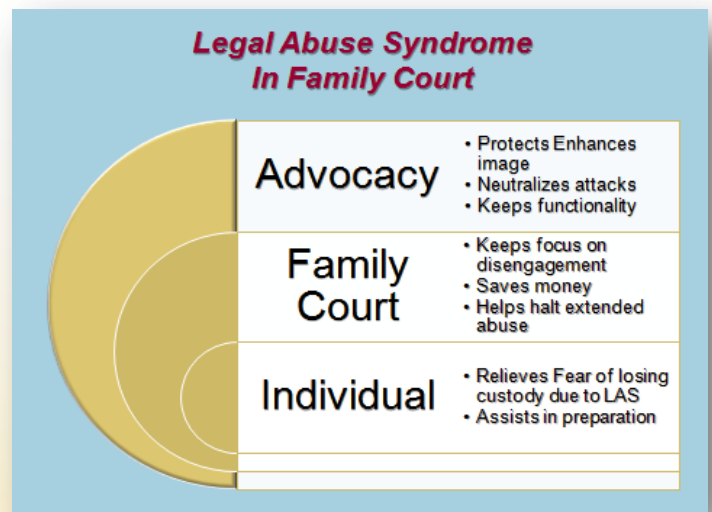 Legal Abuse Syndrome
In Family Court
Advocacy
• Protects Enhances
image
• Neutralizes attacks
• Keeps functionality
Family
Court
• Keeps focus on
disengagement
• Saves money
• Helps halt extended
abuse
Individual
• Relieves Fear of losing
custody due to LAS
• Assists in preparation